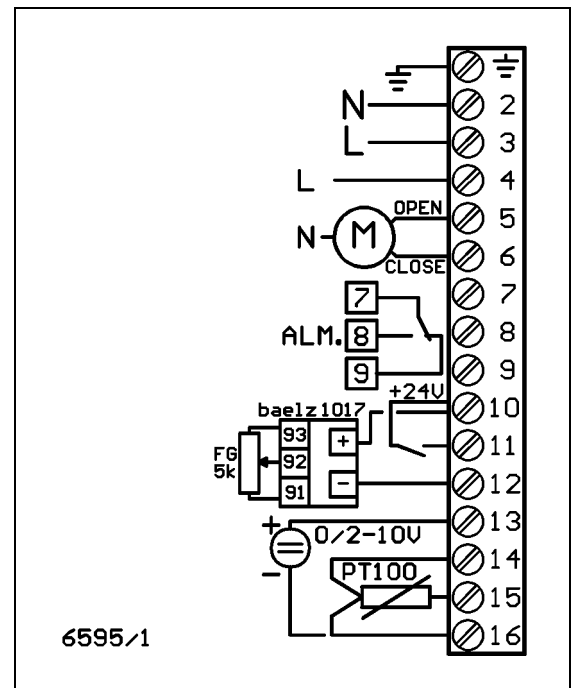 N 2
L 3
L 4
OPEN 5
N M
CLOSE 6
7 7
ALM. 8 8
9 9
+24V
baelz1017 10
93 +
FG 92 11
5k
91 - 12
+ 13
0/2-10V
= 14
- PT100
15
6595/1 16